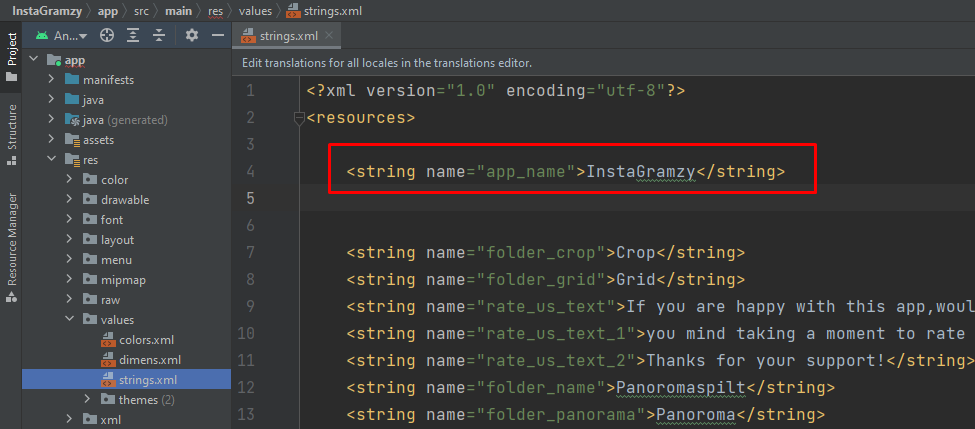 InstaGramzy app src main res values strings.xml
Project
Structure
Resource Manager
An...
app
manifests
java
java (generated)
assets
res
color
drawable
font
layout
menu
mipmap
raw
values
colors.xml
dimens.xml
strings.xml
themes (2)
xml
strings.xml
Edit translations for all locales in the translations editor.
1 <?xml version="1.0" encoding="utf-8"?>
2 <resources>
3
4 <string name="app_name">InstaGramzy</string>
5
6
7 <string name="folder_crop">Crop</string>
8 <string name="folder_grid">Grid</string>
9 <string name="rate_us_text">If you are happy with this app,woul
10 <string name="rate_us_text_1">you mind taking a moment to rate
11 <string name="rate_us_text_2">Thanks for your support!</string>
12 <string name="folder_name">Panoromaspilt</string>
13 <string name="folder_panorama">Panoroma</string>